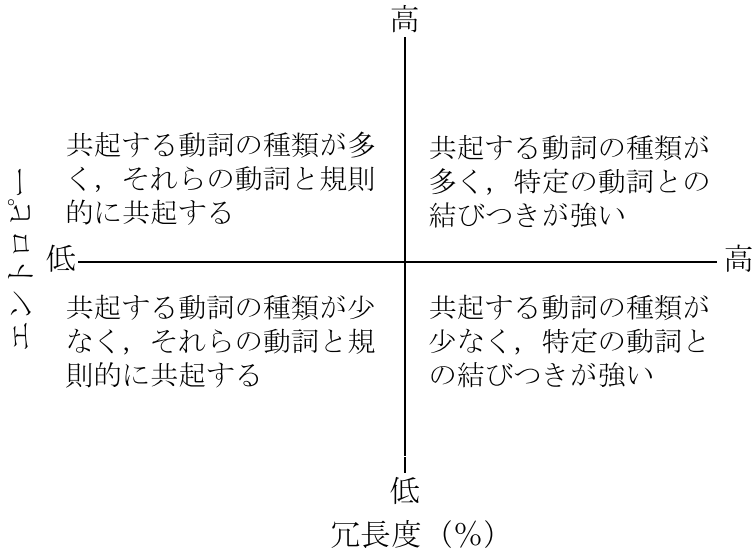 高
共起する動詞の種類が多
く，それらの動詞と規則
的に共起する
共起する動詞の種類が
多く，特定の動詞との
結びつきが強い
エントロピー
低
高
共起する動詞の種類が少
なく，それらの動詞と規
則的に共起する
共起する動詞の種類が
少なく，特定の動詞と
の結びつきが強い
低
冗長度（%）